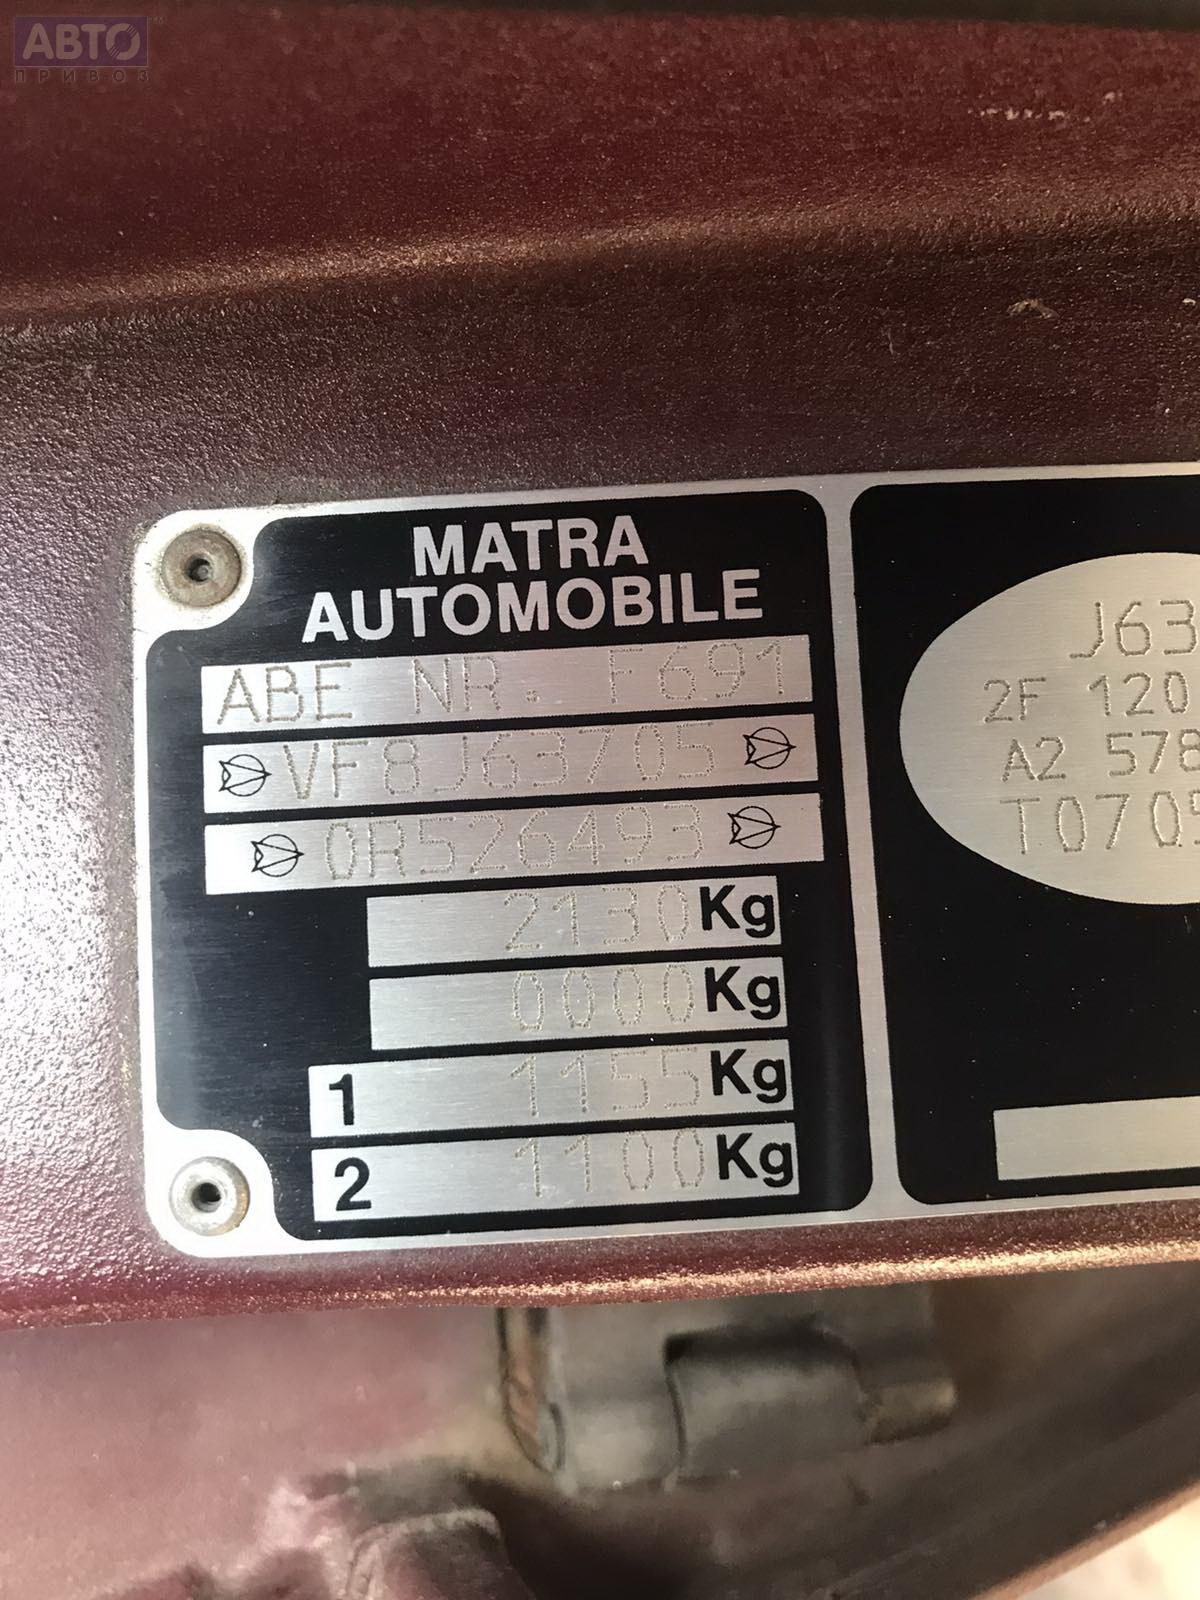 АВТО
ПРИВОЗ
MATRA
AUTOMOBILE
ABE NR. F691
VF8J63705
0R526493
2130 Kg
0000 Kg
1 1155 Kg
2 1100 Kg
J63
2F 120
A2 578
T0705